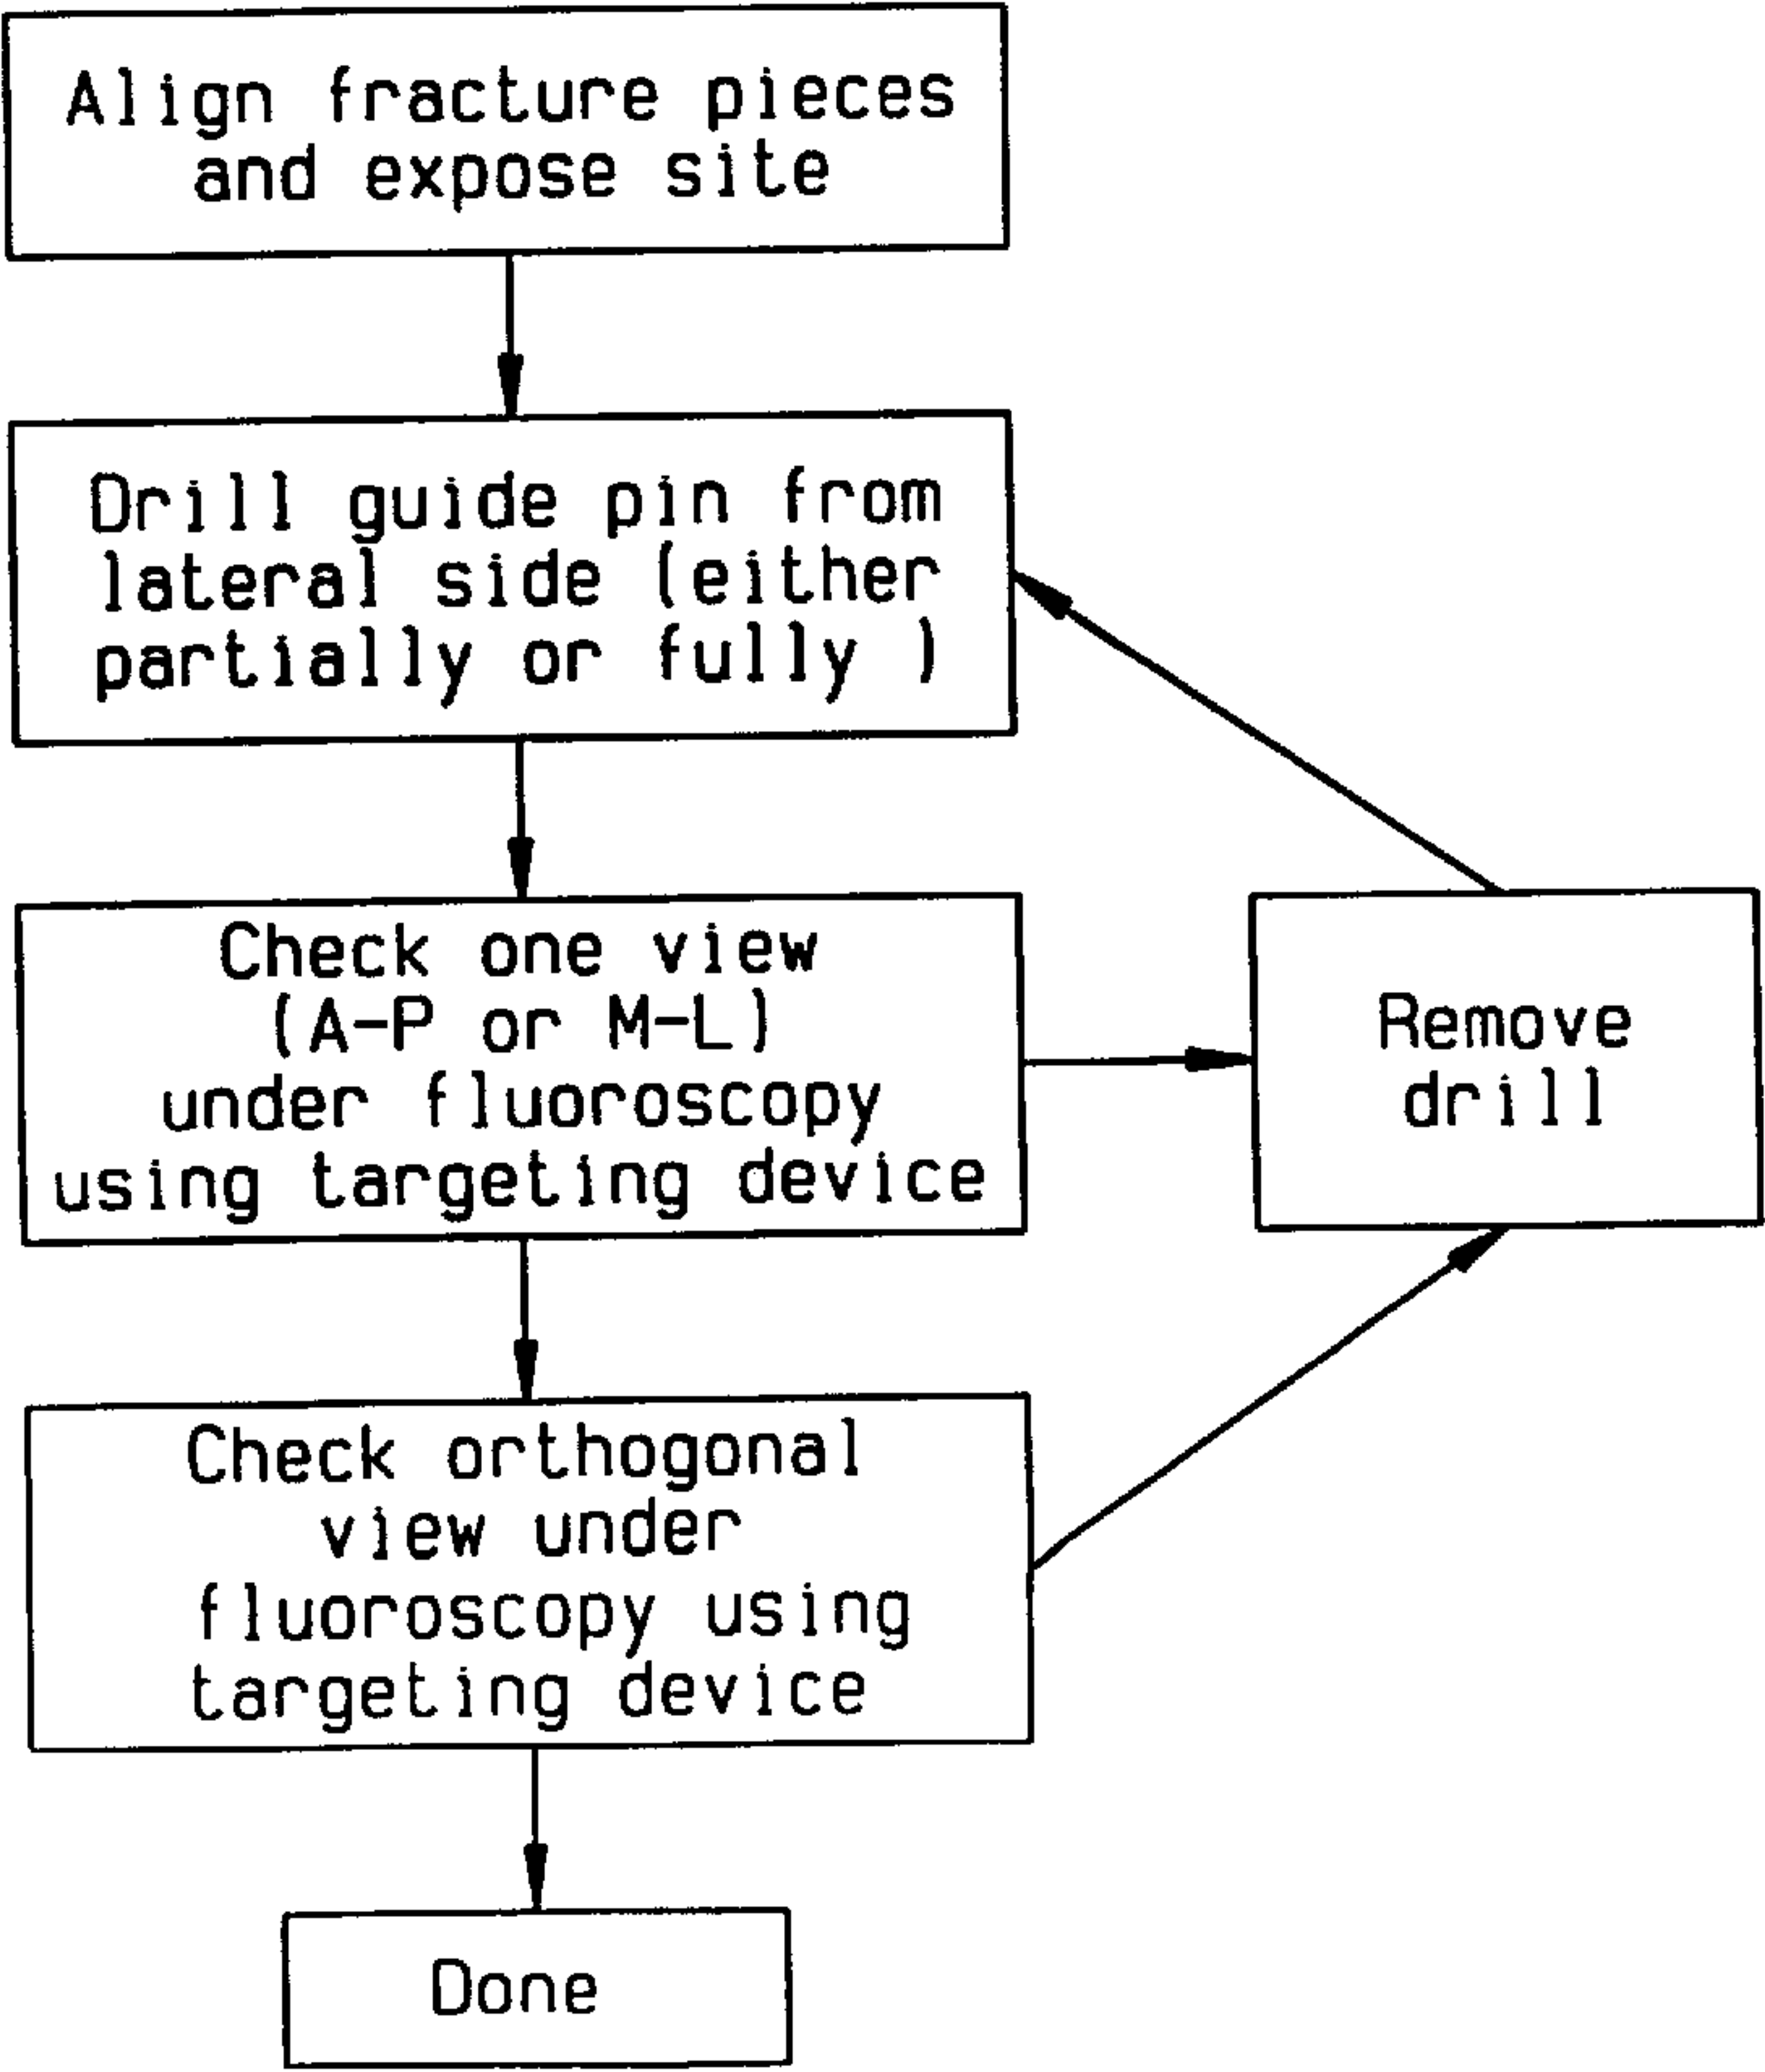 Align fracture pieces
and expose site
Drill guide pin from
lateral side (either
partially or fully )
Check one view
(A-P or M-L)
under fluoroscopy
using targeting device
Remove
drill
Check orthogonal
view under
fluoroscopy using
targeting device
Done